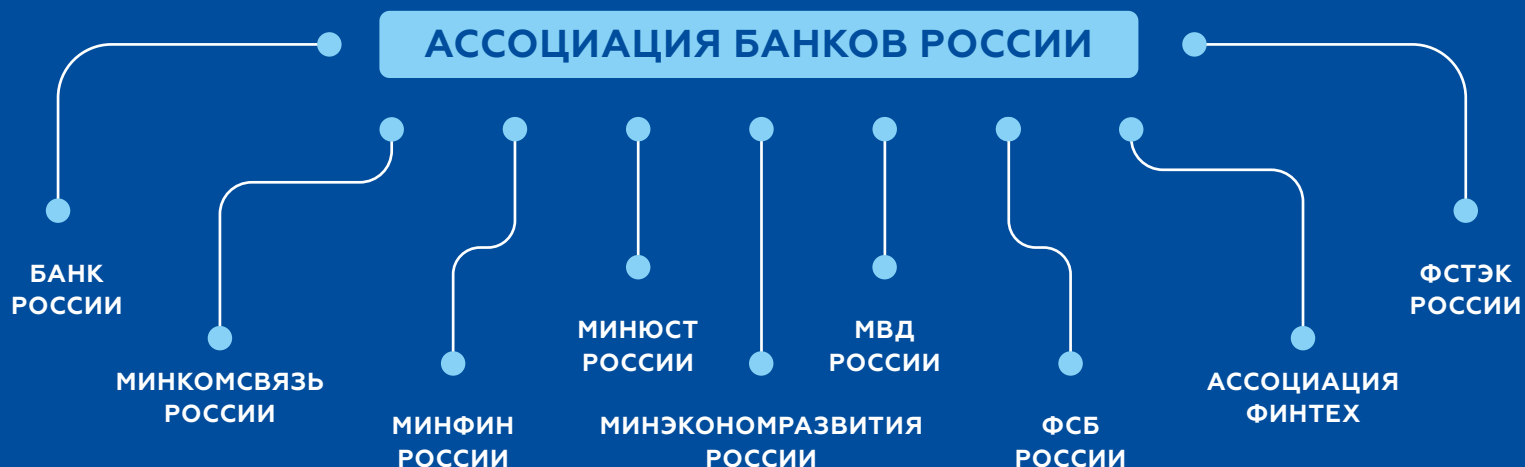 АССОЦИАЦИЯ БАНКОВ РОССИИ
БАНК
РОССИИ
МИНКОМСВЯЗЬ
РОССИИ
МИНФИН
РОССИИ
МИНЮСТ
РОССИИ
МИНЭКОНОМРАЗВИТИЯ
РОССИИ
МВД
РОССИИ
ФСБ
РОССИИ
АССОЦИАЦИЯ
ФИНТЕХ
ФСТЭК
РОССИИ